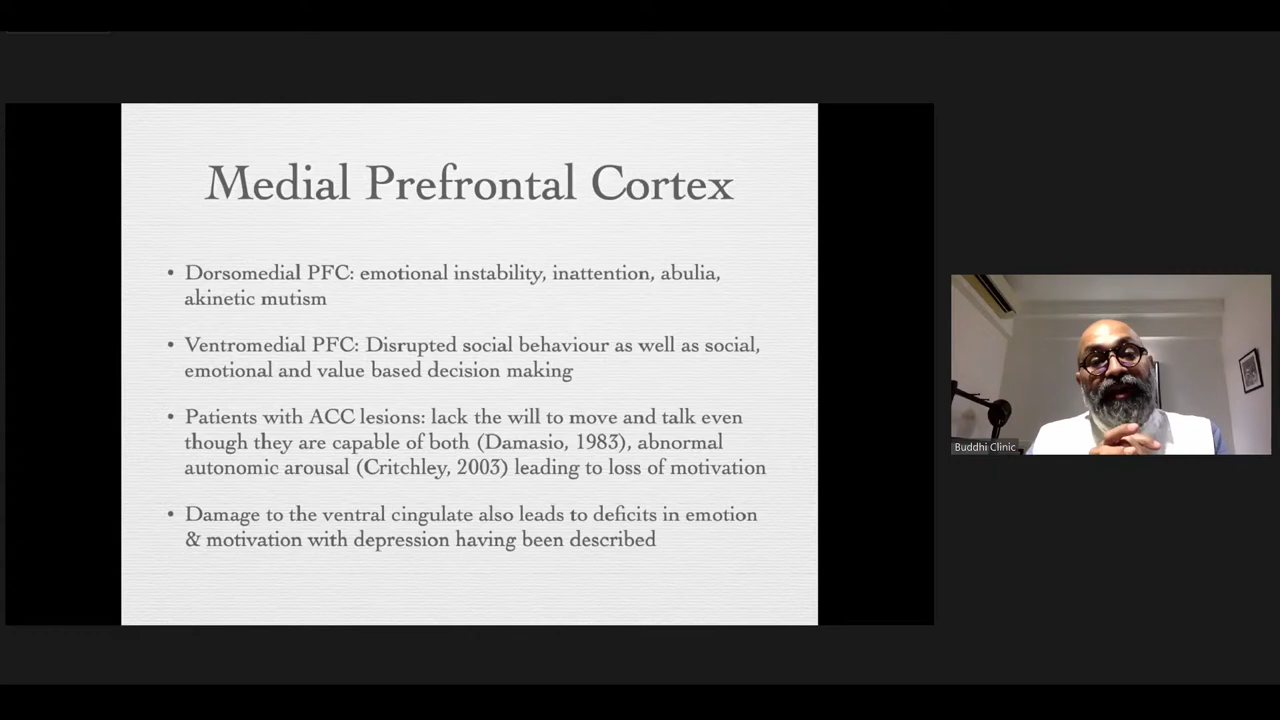 Medial Prefrontal Cortex
• Dorsomedial PFC: emotional instability, inattention, abulia,
akinetic mutism
• Ventromedial PFC: Disrupted social behaviour as well as social,
emotional and value based decision making
• Patients with ACC lesions: lack the will to move and talk even
though they are capable of both (Damasio, 1983), abnormal
autonomic arousal (Critchley, 2003) leading to loss of motivation
• Damage to the ventral cingulate also leads to deficits in emotion
& motivation with depression having been described
Buddhi Clinic